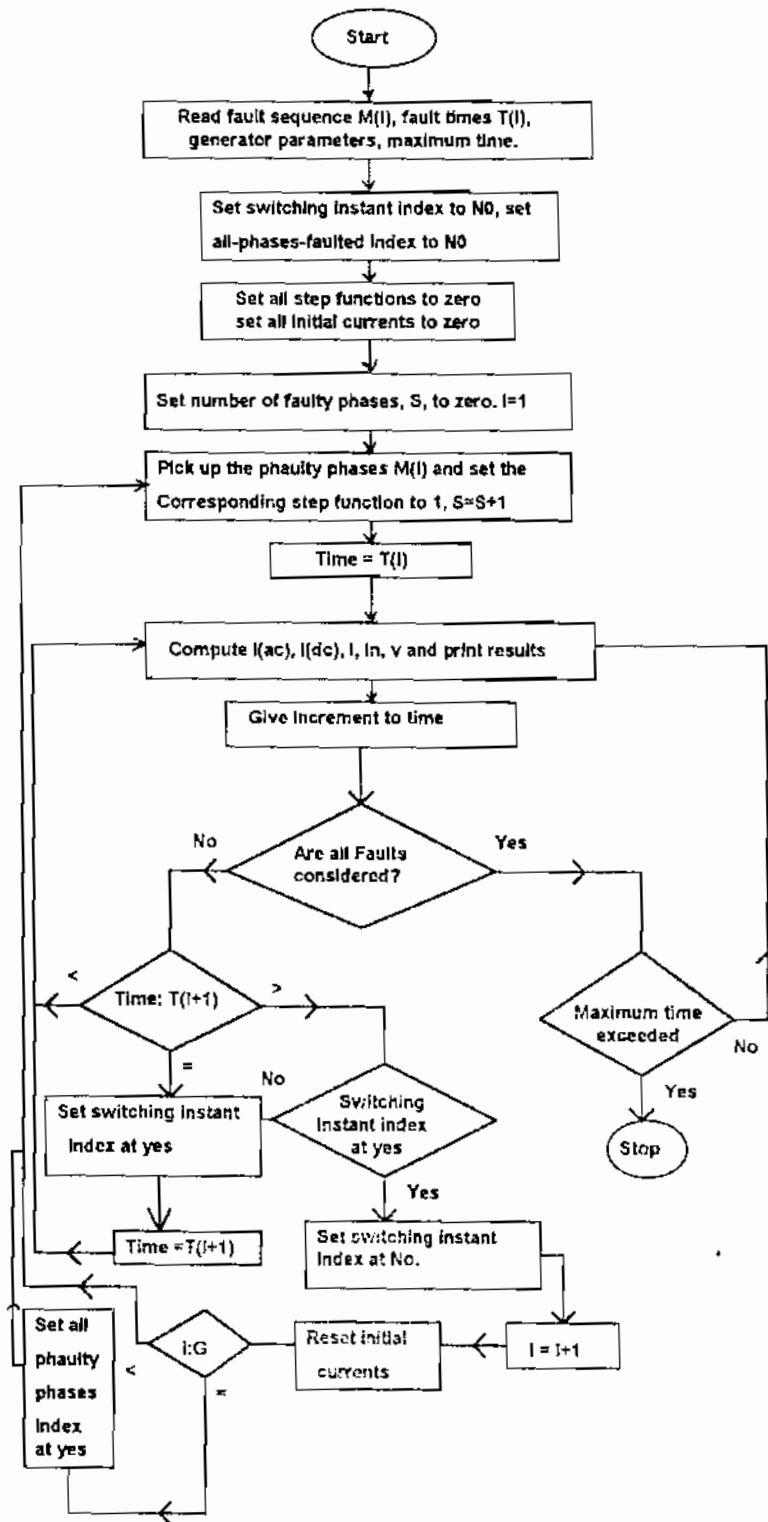 Start
Read fault sequence M(I), fault times T(I),
generator parameters, maximum time.
Set switching instant index to N0, set
all-phases-faulted index to N0
Set all step functions to zero
set all initial currents to zero
Set number of faulty phases, S, to zero. I=1
Pick up the phaulty phases M(I) and set the
Corresponding step function to 1, S=S+1
Time = T(I)
Compute I(ac), I(dc), I, In, v and print results
Give increment to time
No
Are all Faults
considered?
Yes
<
Time: T(I+1)
>
=
Maximum time
exceeded
No
Yes
Stop
Set switching instant
Index at yes
No
Switching
Instant index
at yes
Yes
Time =T(I+1)
Set switching instant
Index at No.
Set all
phaulty
phases
Index
at yes
<
i:G
=
Reset initial
currents
I = I+1